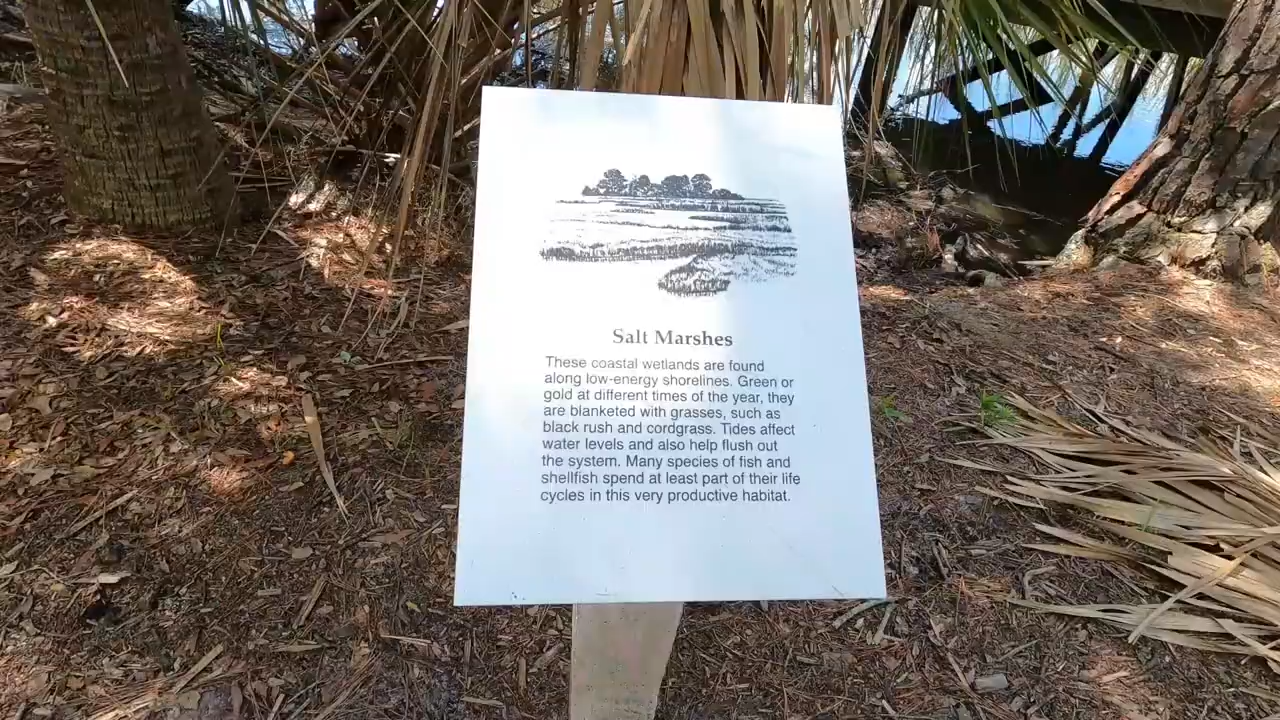 Salt Marshes
These coastal wetlands are found
along low-energy shorelines. Green or
gold at different times of the year, they
are blanketed with grasses, such as
black rush and cordgrass. Tides affect
water levels and also help flush out
the system. Many species of fish and
shellfish spend at least part of their life
cycles in this very productive habitat.